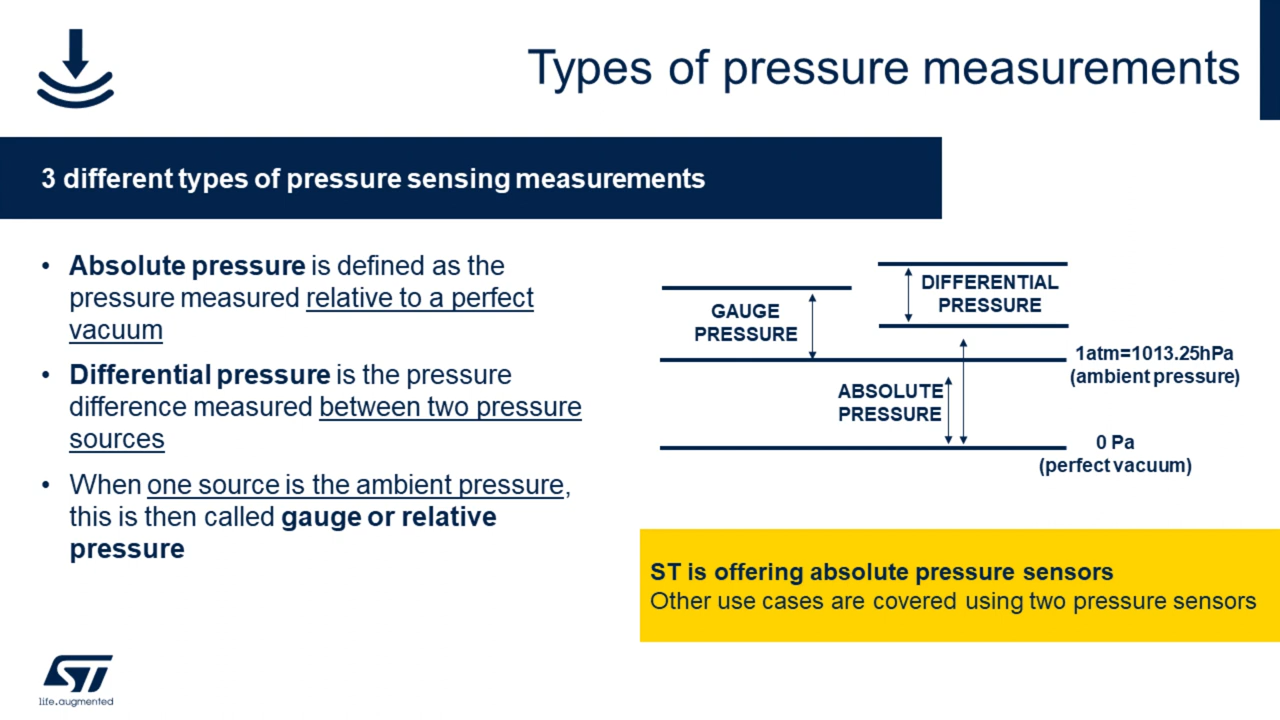 Types of pressure measurements
3 different types of pressure sensing measurements
• Absolute pressure is defined as the
pressure measured relative to a perfect
vacuum
• Differential pressure is the pressure
difference measured between two pressure
sources
• When one source is the ambient pressure,
this is then called gauge or relative
pressure
DIFFERENTIAL
PRESSURE
GAUGE
PRESSURE
1atm=1013.25hPa
(ambient pressure)
ABSOLUTE
PRESSURE
0 Pa
(perfect vacuum)
ST is offering absolute pressure sensors
Other use cases are covered using two pressure sensors
ST
life.augmented